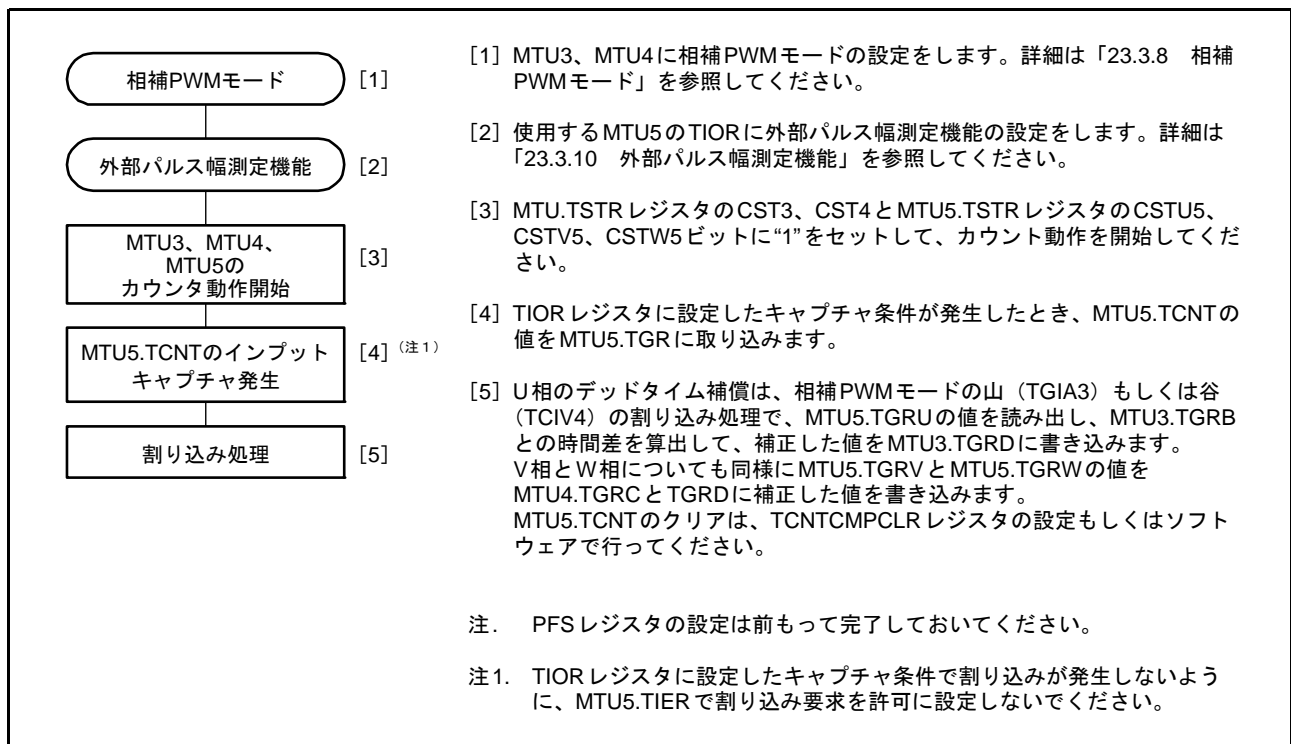 相補PWMモード [1]
外部パルス幅測定機能 [2]
MTU3、MTU4、
MTU5の
カウンタ動作開始
[3]
MTU5.TCNTのインプット
キャプチャ発生
[4] (注1)
割り込み処理 [5]
[1] MTU3、MTU4に相補PWMモードの設定をします。詳細は「23.3.8　相補
PWMモード」を参照してください。
[2] 使用するMTU5のTIORに外部パルス幅測定機能の設定をします。詳細は
「23.3.10　外部パルス幅測定機能」を参照してください。
[3] MTU.TSTRレジスタのCST3、CST4とMTU5.TSTRレジスタのCSTU5、
CSTV5、CSTW5ビットに“1”をセットして、カウント動作を開始してくだ
さい。
[4] TIORレジスタに設定したキャプチャ条件が発生したとき、MTU5.TCNTの
値をMTU5.TGRに取り込みます。
[5] U相のデッドタイム補償は、相補PWMモードの山（TGIA3）もしくは谷
（TCIV4）の割り込み処理で、MTU5.TGRUの値を読み出し、MTU3.TGRB
との時間差を算出して、補正した値をMTU3.TGRDに書き込みます。
V相とW相についても同様にMTU5.TGRVとMTU5.TGRWの値を
MTU4.TGRCとTGRDに補正した値を書き込みます。
MTU5.TCNTのクリアは、TCNTCMPCLRレジスタの設定もしくはソフト
ウェアで行ってください。
注.　PFSレジスタの設定は前もって完了しておいてください。
注1.　TIORレジスタに設定したキャプチャ条件で割り込みが発生しないよう
に、MTU5.TIERで割り込み要求を許可に設定しないでください。